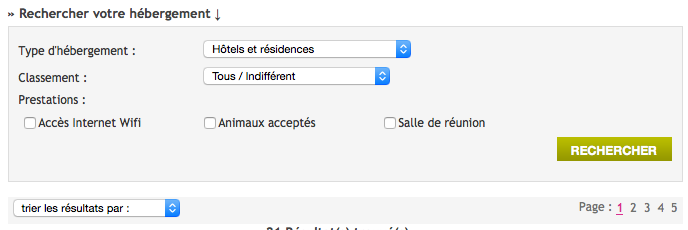 » Rechercher votre hébergement ↓
Type d'hébergement : Hôtels et résidences
Classement : Tous / Indifférent
Prestations :
Accès Internet Wifi Animaux acceptés Salle de réunion
RECHERCHER
trier les résultats par : Page : 1 2 3 4 5